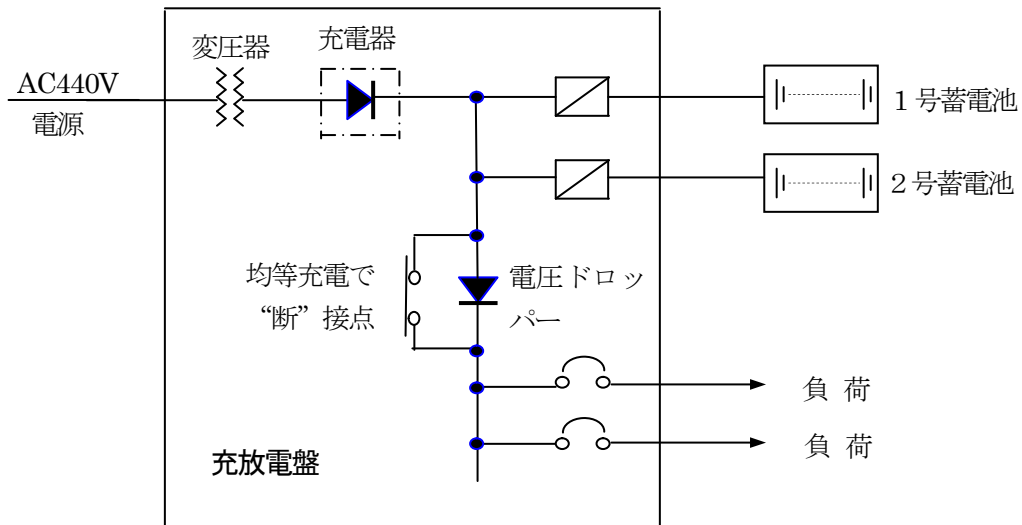 変圧器
充電器
AC440V
電源
1号蓄電池
2号蓄電池
均等充電で
“断”接点
電圧ドロッ
パー
負 荷
負 荷
充放電盤